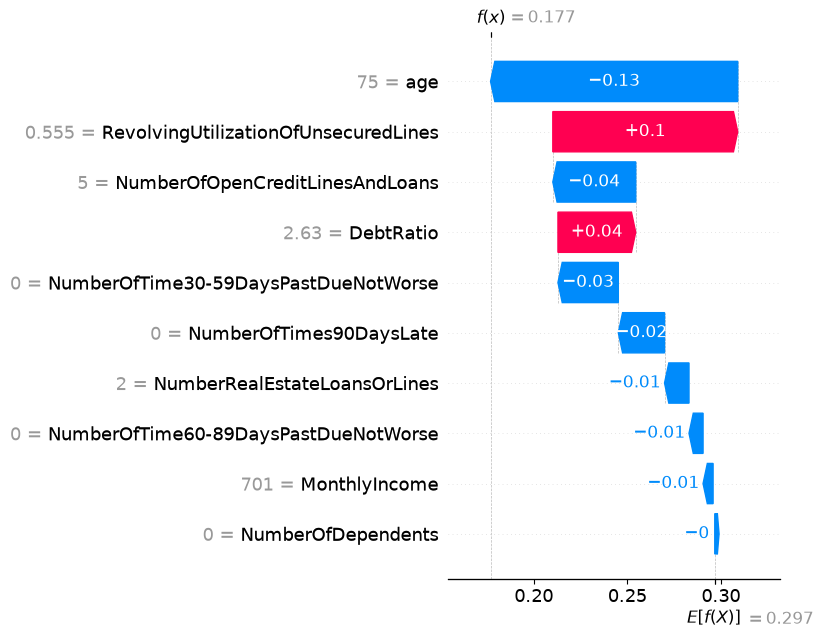 f(x) = 0.177
75 = age −0.13
0.555 = RevolvingUtilizationOfUnsecuredLines +0.1
5 = NumberOfOpenCreditLinesAndLoans −0.04
2.63 = DebtRatio +0.04
0 = NumberOfTime30-59DaysPastDueNotWorse −0.03
0 = NumberOfTimes90DaysLate −0.02
2 = NumberRealEstateLoansOrLines −0.01
0 = NumberOfTime60-89DaysPastDueNotWorse −0.01
701 = MonthlyIncome −0.01
0 = NumberOfDependents −0
0.20 0.25 0.30
E[f(X)] = 0.297